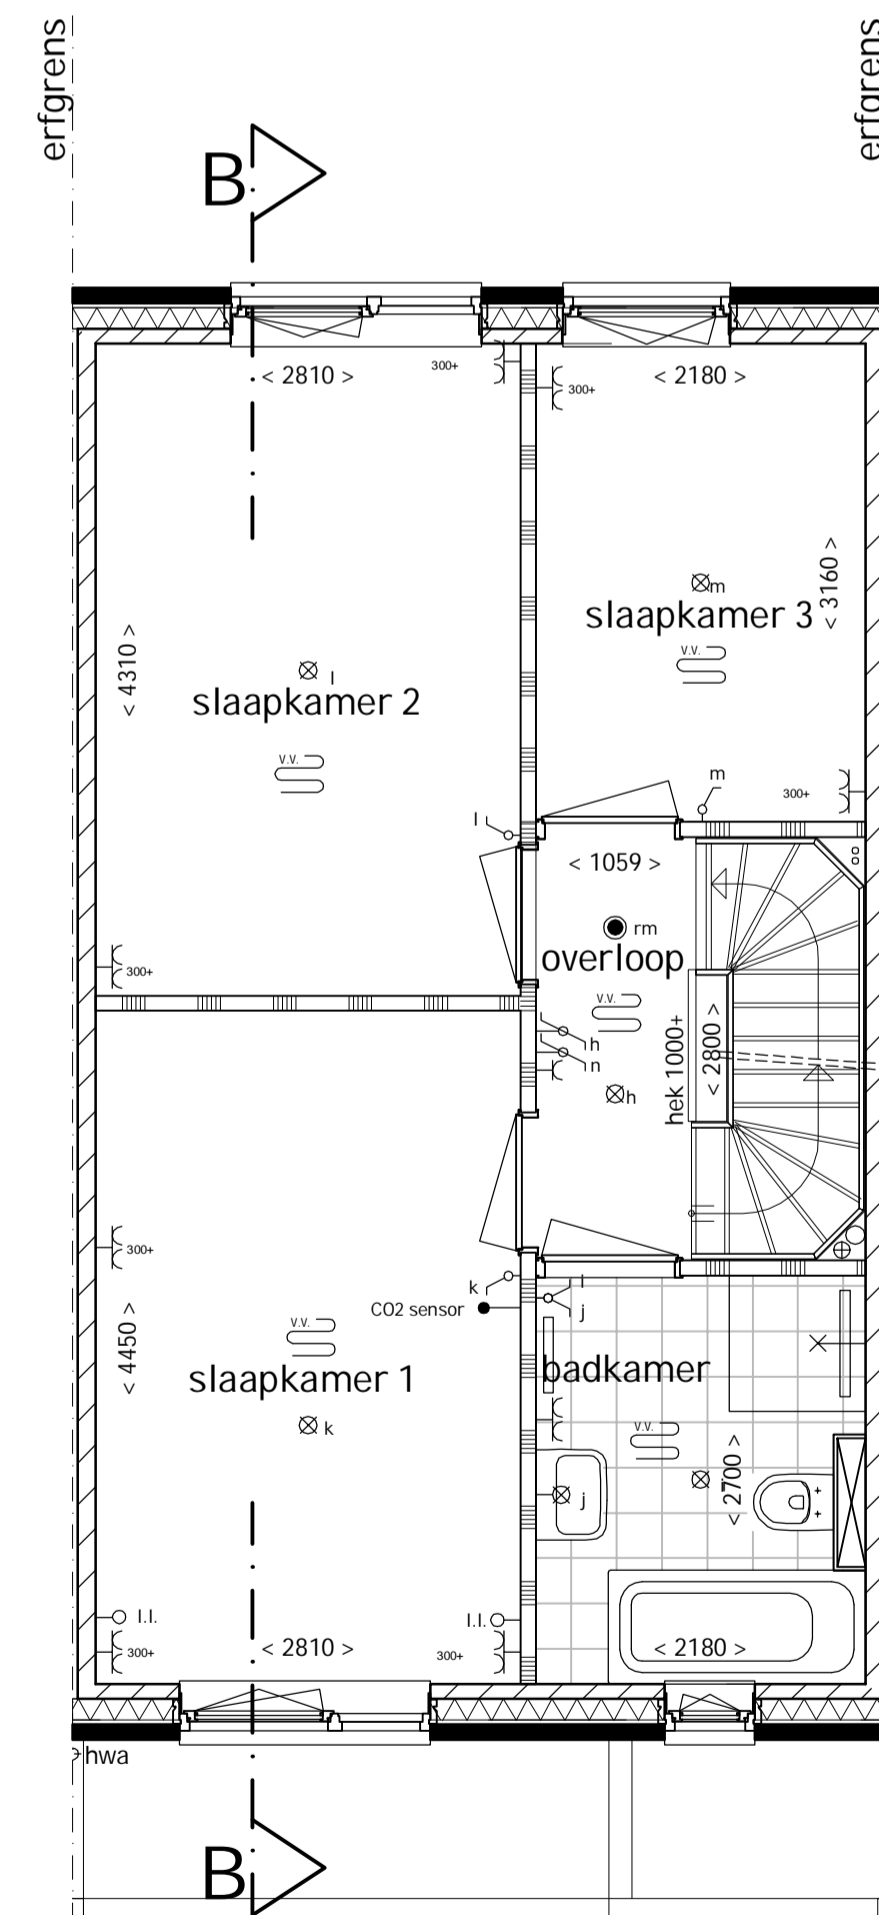 erfgrens
erfgrens
B
300+
< 2810 >
300+
< 2180 >
m
slaapkamer 3
< 3160 >
v.v.
< 4310 >
l
slaapkamer 2
v.v.
m
300+
l
< 1059 >
rm
overloop
300+
v.v.
h
n
hek 1000+
< 2800 >
h
300+
k
l
j
CO2 sensor
v.v.
< 4450 >
slaapkamer 1
badkamer
k
v.v.
< 2700 >
j
l.l.
l.l.
300+
< 2810 >
300+
< 2180 >
hwa
B